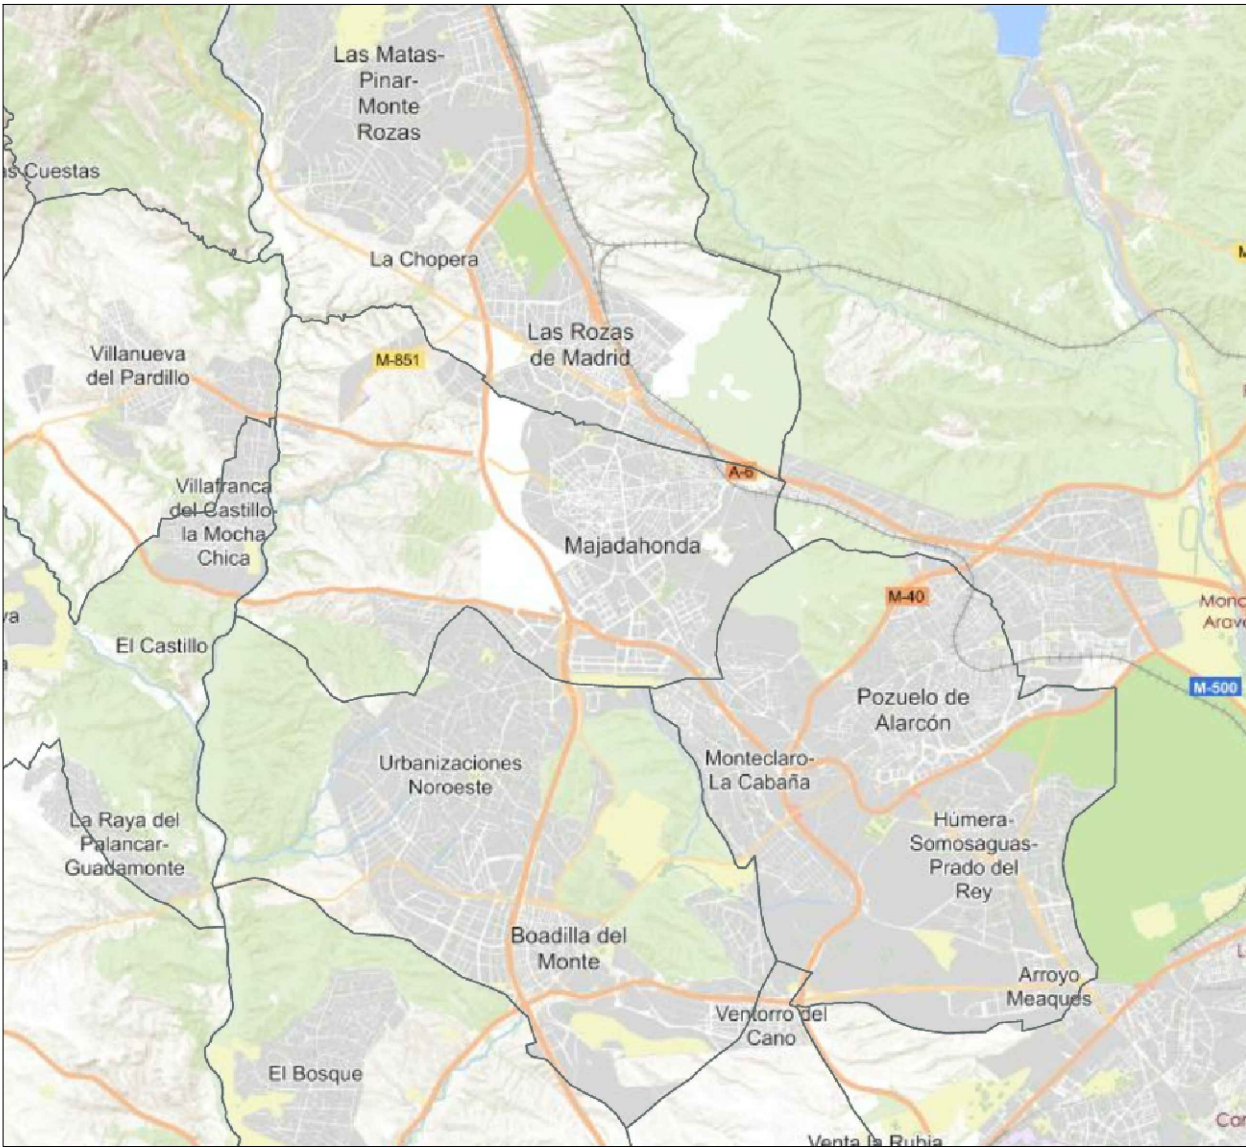 Las Matas-
Pinar-
Monte
Rozas
Cuestas
La Chopera
Las Rozas
de Madrid
Villanueva
del Pardillo
M-851
A-6
Villafranca
del Castillo-
la Mocha
Chica
Majadahonda
M-40
El Castillo
M-500
Pozuelo de
Alarcón
Urbanizaciones
Noroeste
Monteclaro-
La Cabaña
La Raya del
Palancar-
Guadamonte
Húmera-
Somosaguas-
Prado del
Rey
Boadilla del
Monte
Arroyo
Meaques
Ventorro del
Cano
El Bosque
Venta la Rubia